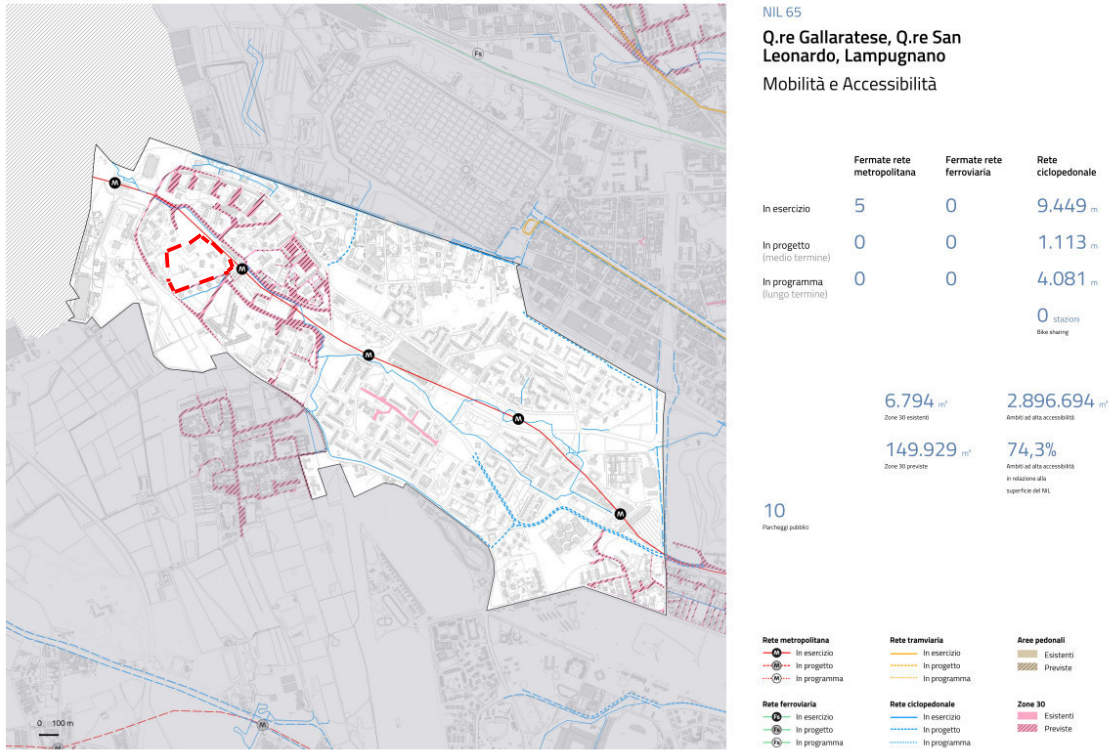 NIL 65
Q.re Gallaratese, Q.re San
Leonardo, Lampugnano
Mobilità e Accessibilità
Fermate rete
metropolitana
Fermate rete
ferroviaria
Rete
ciclopedonale
In esercizio 5 0 9.449 m
In progetto 0 0 1.113 m
(medio termine)
In programma 0 0 4.081 m
(lungo termine)
0 stazioni
Bike sharing
6.794 m²
Zone 30 esistenti
2.896.694 m²
Ambiti ad alta accessibilità
149.929 m²
Zone 30 previste
74,3%
Ambiti ad alta accessibilità
in relazione alla
superficie del NIL
10
Parcheggi pubblici
Fs
M
M
M
M
M
M
M
0 100 m
Rete metropolitana
M In esercizio
M In progetto
M In programma
Rete tramviaria
In esercizio
In progetto
In programma
Aree pedonali
Esistenti
Previste
Rete ferroviaria
Fs In esercizio
Fs In progetto
Fs In programma
Rete ciclopedonale
In esercizio
In progetto
In programma
Zone 30
Esistenti
Previste